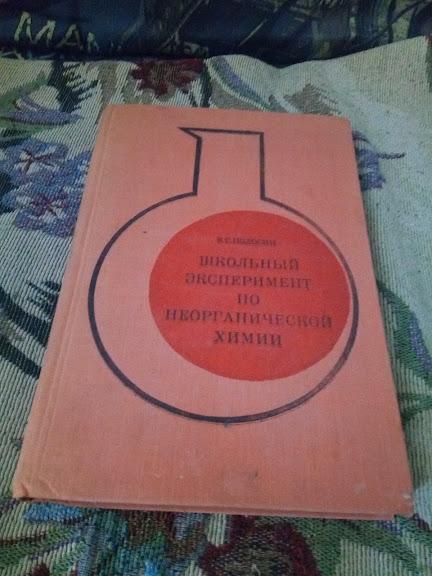 В.С.ПОЛОСИН
ШКОЛЬНЫЙ
ЭКСПЕРИМЕНТ
ПО
НЕОРГАНИЧЕСКОЙ
ХИМИИ